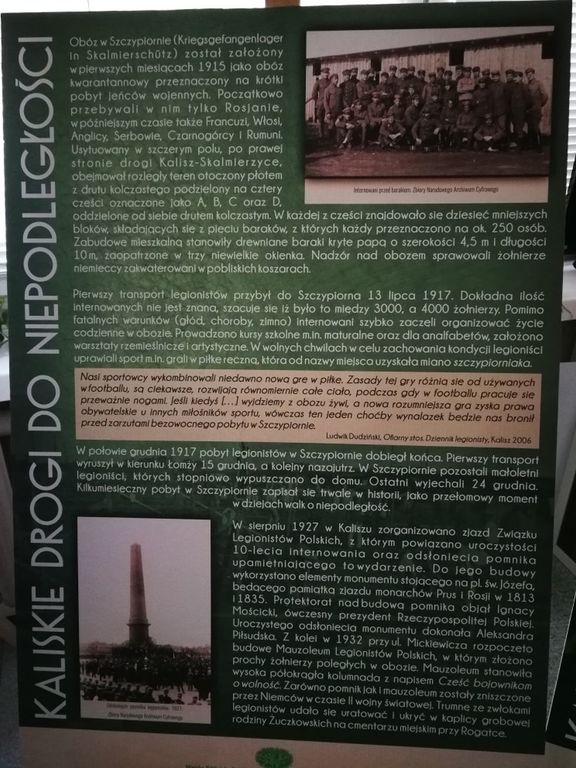 KALISKIE DROGI DO NIEPODLEGŁOŚCI
Obóz w Szczypiornie (Kriegsgefangenlager
in Skalmierschütz) został założony
w pierwszych miesiącach 1915 jako obóz
kwarantannowy przeznaczony na krótki
pobyt jeńców wojennych. Początkowo
przebywali w nim tylko Rosjanie,
w późniejszym czasie także Francuzi, Włosi,
Anglicy, Serbowie, Czarnogórcy i Rumuni.
Usytuowany w szczerym polu, po prawej
stronie drogi Kalisz-Skalmierzyce,
obejmował rozległy teren otoczony płotem
z drutu kolczastego podzielony na cztery
części oznaczone jako A, B, C oraz D,
oddzielone od siebie drutem kolczastym. W każdej z części znajdowało się dziesięć mniejszych
bloków, składających się z pięciu baraków, z których każdy przeznaczono na ok. 250 osób.
Zabudowę mieszkalną stanowiły drewniane baraki kryte papą o szerokości 4,5 m i długości
10 m, zaopatrzone w trzy niewielkie okienka. Nadzór nad obozem sprawowali żołnierze
niemieccy zakwaterowani w pobliskich koszarach.
Internowani przed barakiem. Zbiory Narodowego Archiwum Cyfrowego
Pierwszy transport legionistów przybył do Szczypiorna 13 lipca 1917. Dokładna ilość
internowanych nie jest znana, szacuje się iż było to między 3000, a 4000 żołnierzy. Pomimo
fatalnych warunków (głód, choroby, zimno) internowani szybko zaczęli organizować życie
codzienne w obozie. Prowadzono kursy szkolne m.in. maturalne oraz dla analfabetów, założono
warsztaty rzemieślnicze i artystyczne. W wolnych chwilach w celu zachowania kondycji legioniści
uprawiali sport m.in. grali w piłkę ręczną, która od nazwy miejsca uzyskała miano szczypiorniaka.
Nasi sportowcy wykombinowali niedawno nową grę w piłkę. Zasady tej gry różnią się od używanych
w footballu, są ciekawsze, rozwijają równomiernie całe ciało, podczas gdy w footballu pracuje się
przeważnie nogami. Jeśli kiedyś [...] wyjdziemy z obozu żywi, a nowa rozumniejsza gra zyska prawa
obywatelskie u innych miłośników sportu, wówczas ten jeden choćby wynalazek będzie nas bronił
przed zarzutami bezowocnego pobytu w Szczypiornie.
Ludwik Dudziński, Ofiarny stos. Dziennik legionisty, Kalisz 2006
W połowie grudnia 1917 pobyt legionistów w Szczypiornie dobiegł końca. Pierwszy transport
wyruszył w kierunku Łomży 15 grudnia, a kolejny nazajutrz. W Szczypiornie pozostali małoletni
legioniści, których stopniowo wypuszczano do domu. Ostatni wyjechali 24 grudnia.
Kilkumiesięczny pobyt w Szczypiornie zapisał się trwale w historii, jako przełomowy moment
w dziejach walk o niepodległość.
W sierpniu 1927 w Kaliszu zorganizowano zjazd Związku
Legionistów Polskich, z którym powiązano uroczystości
10-lecia internowania oraz odsłonięcia pomnika
upamiętniającego to wydarzenie. Do jego budowy
wykorzystano elementy monumentu stojącego na pl. św. Józefa,
będącego pamiątką zjazdu monarchów Prus i Rosji w 1813
i 1835. Protektorat nad budową pomnika objął Ignacy
Mościcki, ówczesny prezydent Rzeczypospolitej Polskiej.
Uroczystego odsłonięcia monumentu dokonała Aleksandra
Piłsudska. Z kolei w 1932 przy ul. Mickiewicza rozpoczęto
budowę Mauzoleum Legionistów Polskich, w którym złożono
prochy żołnierzy poległych w obozie. Mauzoleum stanowiła
wysoka półokrągła kolumnada z napisem Cześć bojownikom
o wolność. Zarówno pomnik jak i mauzoleum zostały zniszczone
przez Niemców w czasie II wojny światowej. Trumnę ze zwłokami
legionistów udało się uratować i ukryć w kaplicy grobowej
rodziny Żuczkowskich na cmentarzu miejskim przy Rogatce.
Odsłonięcie pomnika legionistów. 1927.
Zbiory Narodowego Archiwum Cyfrowego